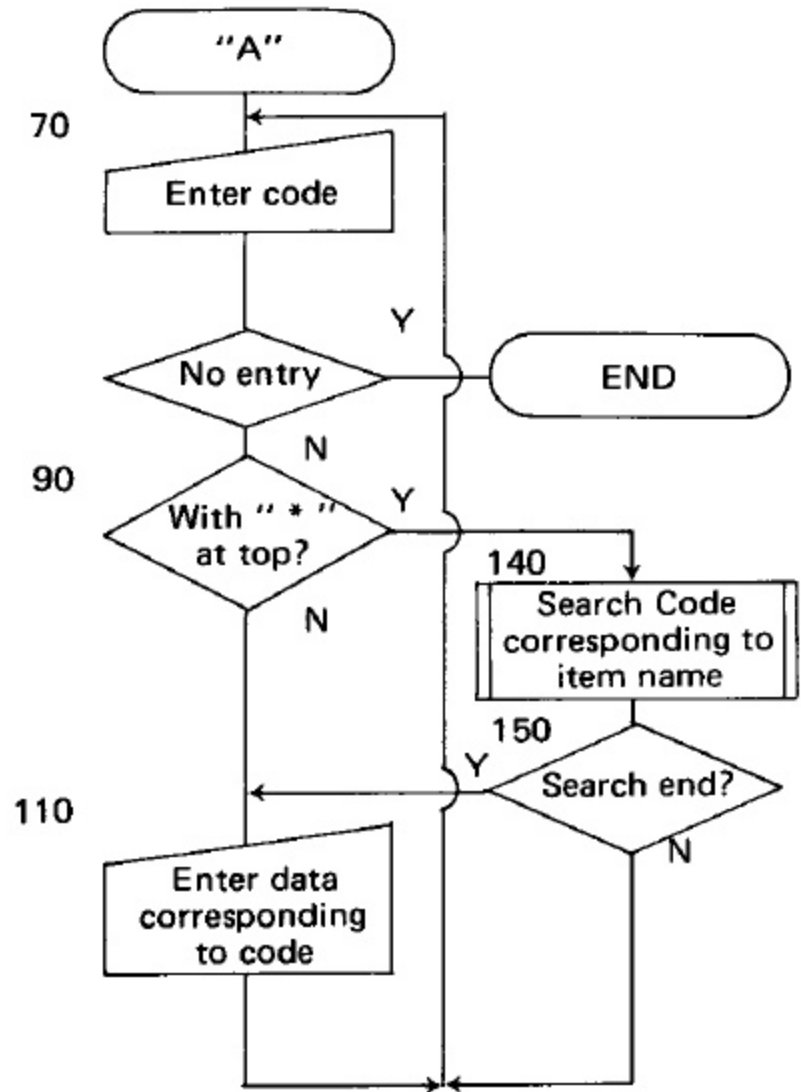 "A"
70
Enter code
Y
No entry
END
N
90
With " * "
at top?
Y
140
N
Search Code
corresponding to
item name
150
Y
Search end?
110
N
Enter data
corresponding
to code